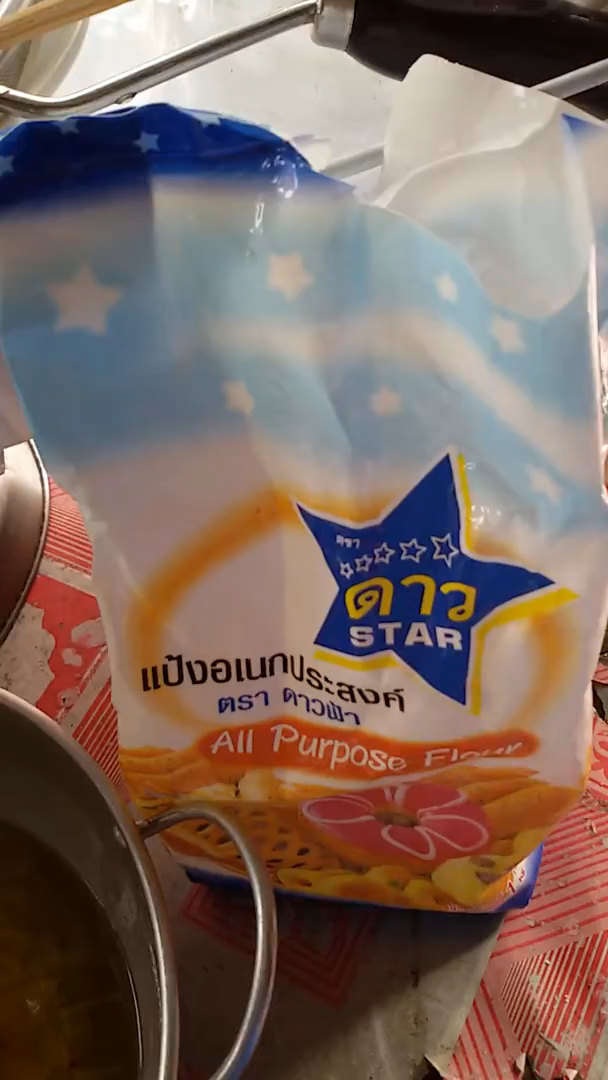 ตรา
ดาว
STAR
แป้งอเนกประสงค์
ตรา ดาวฟ้า
All Purpose Flour